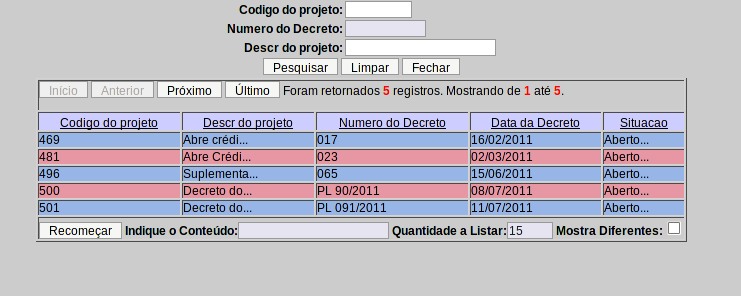 Codigo do projeto:
Numero do Decreto:
Descr do projeto:
Pesquisar Limpar Fechar
Início Anterior Próximo Último Foram retornados 5 registros. Mostrando de 1 até 5.
Codigo do projeto Descr do projeto Numero do Decreto Data da Decreto Situacao
469 Abre crédi... 017 16/02/2011 Aberto...
481 Abre Crédi... 023 02/03/2011 Aberto...
496 Suplementa... 065 15/06/2011 Aberto...
500 Decreto do... PL 90/2011 08/07/2011 Aberto...
501 Decreto do... PL 091/2011 11/07/2011 Aberto...
Recomeçar Indique o Conteúdo: Quantidade a Listar: 15 Mostra Diferentes: